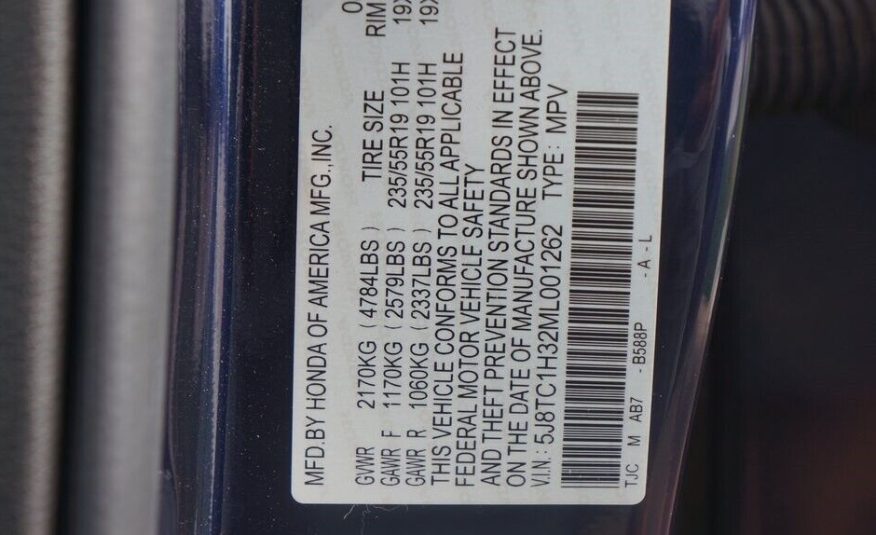 MFD. BY HONDA OF AMERICA MFG., INC.
GVWR 2170KG (4784LBS) TIRE SIZE RIM
GAWR F 1170KG (2579LBS) 235/55R19 101H 19X
GAWR R 1060KG (2337LBS) 235/55R19 101H 19X
THIS VEHICLE CONFORMS TO ALL APPLICABLE
FEDERAL MOTOR VEHICLE SAFETY
AND THEFT PREVENTION STANDARDS IN EFFECT
ON THE DATE OF MANUFACTURE SHOWN ABOVE.
V.I.N.: 5J8TC1H32ML001262 TYPE: MPV
TJC M AB7 - B588P - A - L